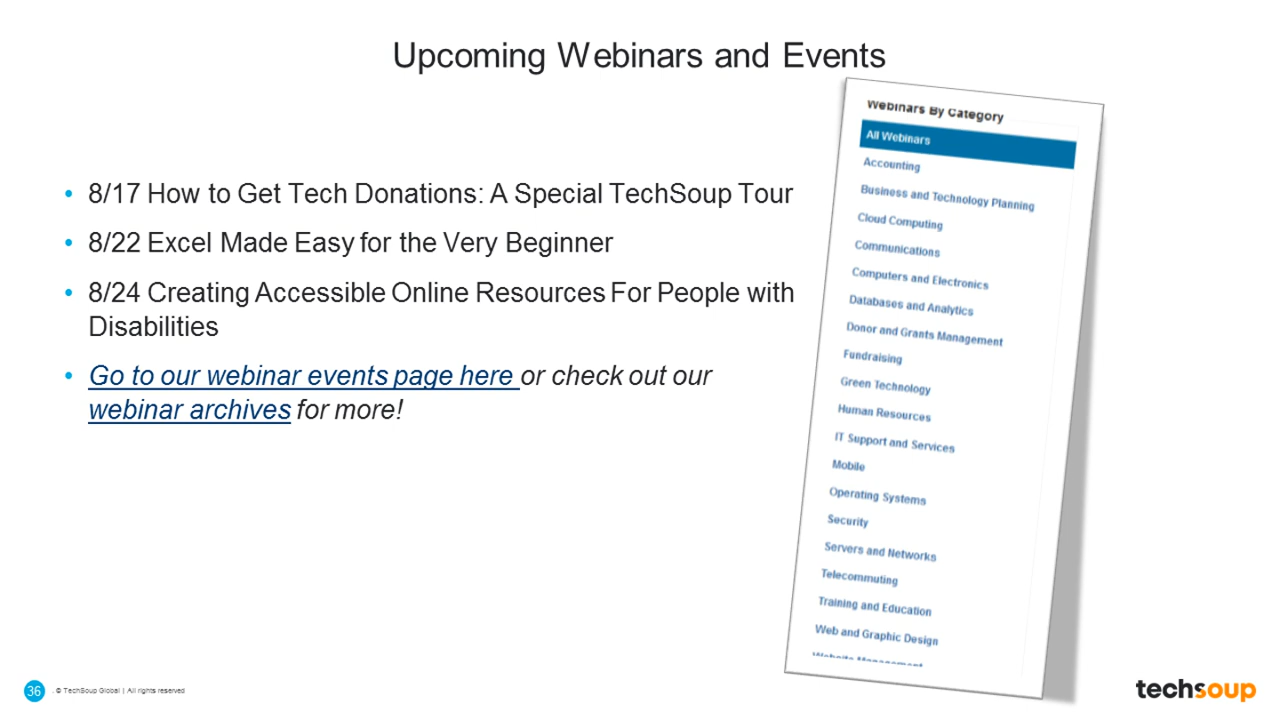 Upcoming Webinars and Events
• 8/17 How to Get Tech Donations: A Special TechSoup Tour
• 8/22 Excel Made Easy for the Very Beginner
• 8/24 Creating Accessible Online Resources For People with
Disabilities
• Go to our webinar events page here or check out our
webinar archives for more!
Webinars By Category
All Webinars
Accounting
Business and Technology Planning
Cloud Computing
Communications
Computers and Electronics
Databases and Analytics
Donor and Grants Management
Fundraising
Green Technology
Human Resources
IT Support and Services
Mobile
Operating Systems
Security
Servers and Networks
Telecommuting
Training and Education
Web and Graphic Design
Website Management
36 . © TechSoup Global | All rights reserved
techsoup